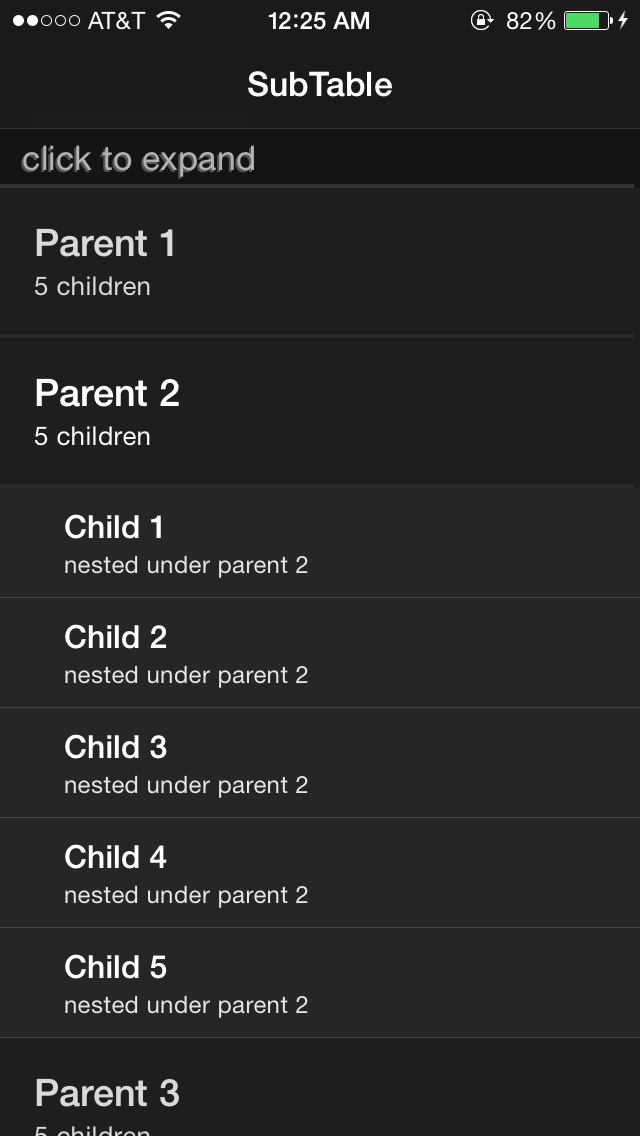 AT&T 12:25 AM 82%
SubTable
click to expand
Parent 1
5 children
Parent 2
5 children
Child 1
nested under parent 2
Child 2
nested under parent 2
Child 3
nested under parent 2
Child 4
nested under parent 2
Child 5
nested under parent 2
Parent 3
5 children